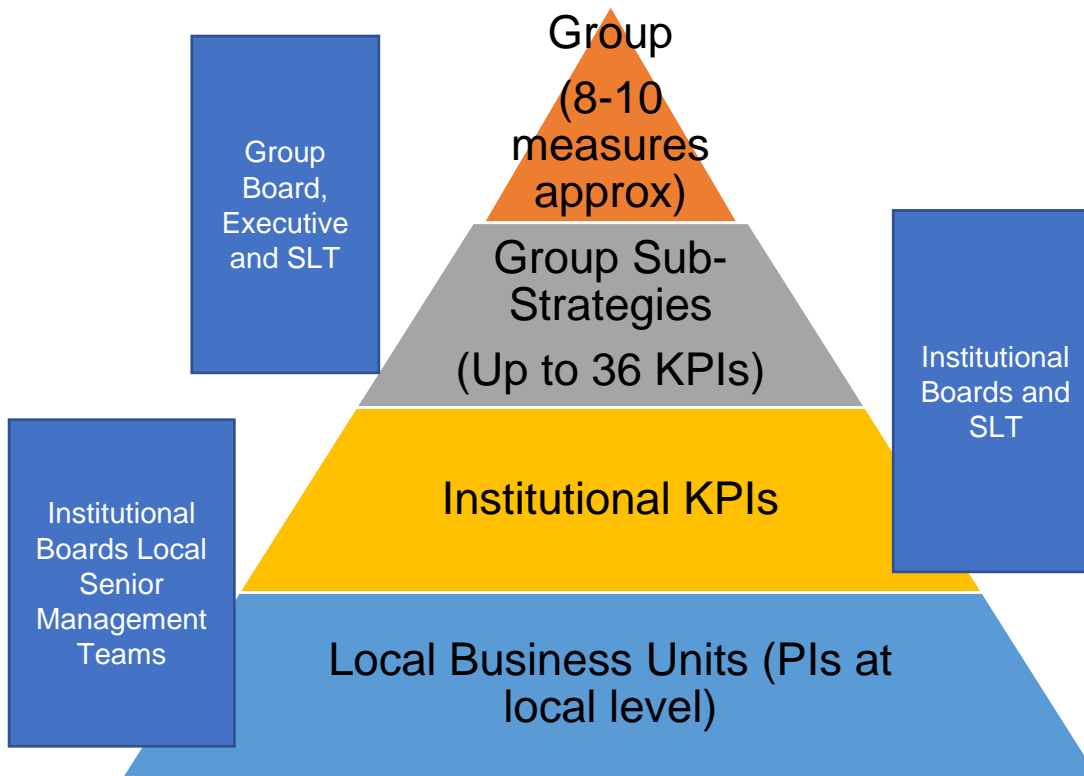 Group
(8-10
measures
approx)
Group
Board,
Executive
and SLT
Group Sub-
Strategies
(Up to 36 KPIs)
Institutional
Boards and
SLT
Institutional KPIs
Institutional
Boards Local
Senior
Management
Teams
Local Business Units (PIs at
local level)